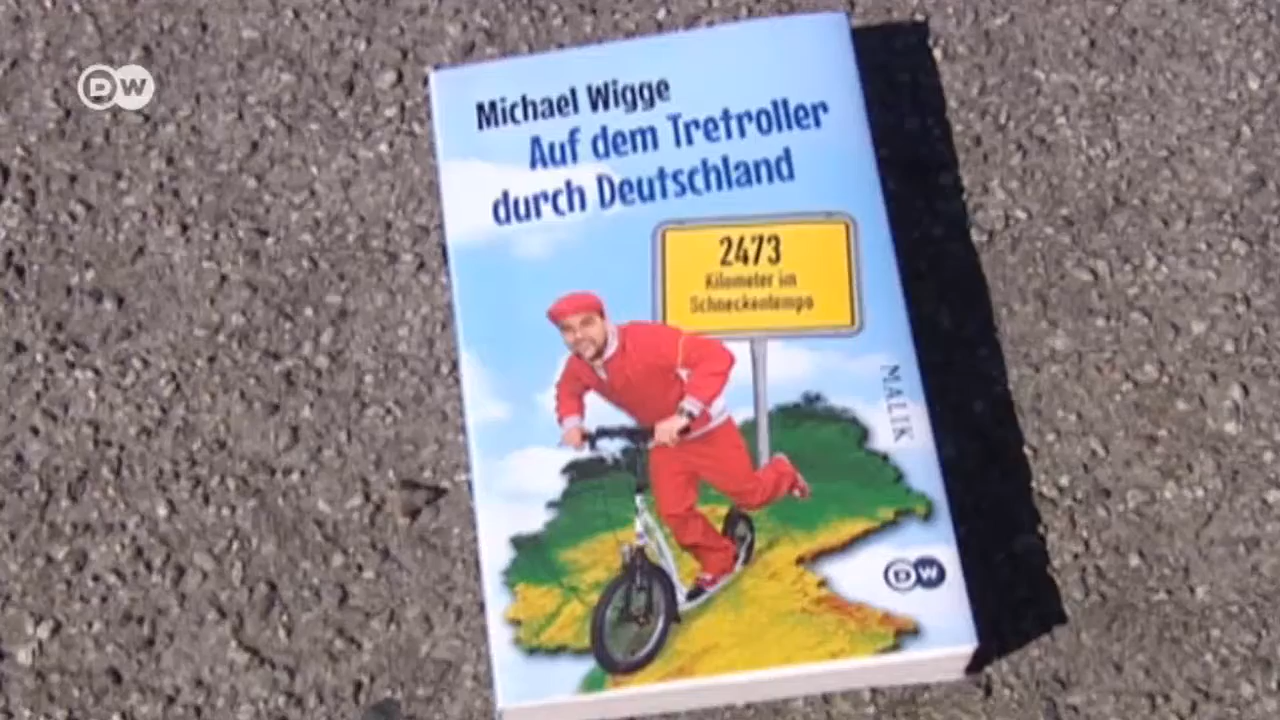 DW
Michael Wigge
Auf dem Tretroller
durch Deutschland
2473
Kilometer im
Schneckentempo
MALIK
DW